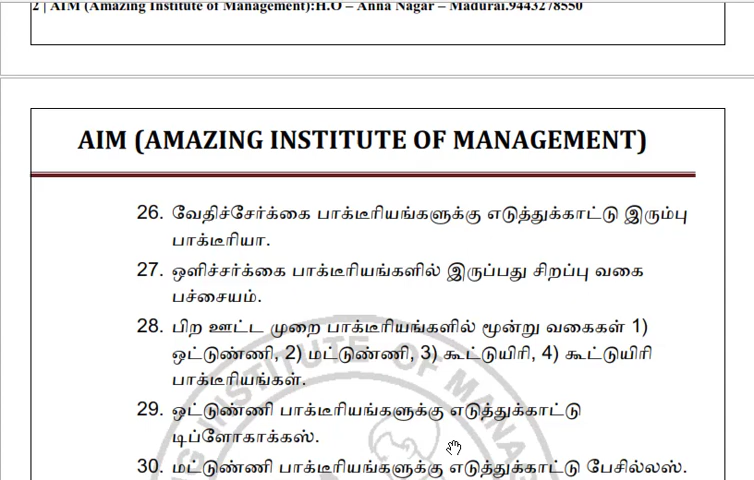 2 | AIM (Amazing Institute of Management):H.O – Anna Nagar – Madurai.9443278550
AIM (AMAZING INSTITUTE OF MANAGEMENT)
26. வேதிச்சேர்க்கை பாக்டீரியங்களுக்கு எடுத்துக்காட்டு இரும்பு
பாக்டீரியா.
27. ஒளிச்சர்க்கை பாக்டீரியங்களில் இருப்பது சிறப்பு வகை
பச்சையம்.
28. பிற ஊட்ட முறை பாக்டீரியங்களில் மூன்று வகைகள் 1)
ஒட்டுண்ணி, 2) மட்டுண்ணி, 3) கூட்டுயிரி, 4) கூட்டுயிரி
பாக்டீரியங்கள்.
29. ஒட்டுண்ணி பாக்டீரியங்களுக்கு எடுத்துக்காட்டு
டிப்ளோகாக்கஸ்.
30. மட்டுண்ணி பாக்டீரியங்களுக்கு எடுத்துக்காட்டு பேசில்லஸ்.
INSTITUTE OF MANAG